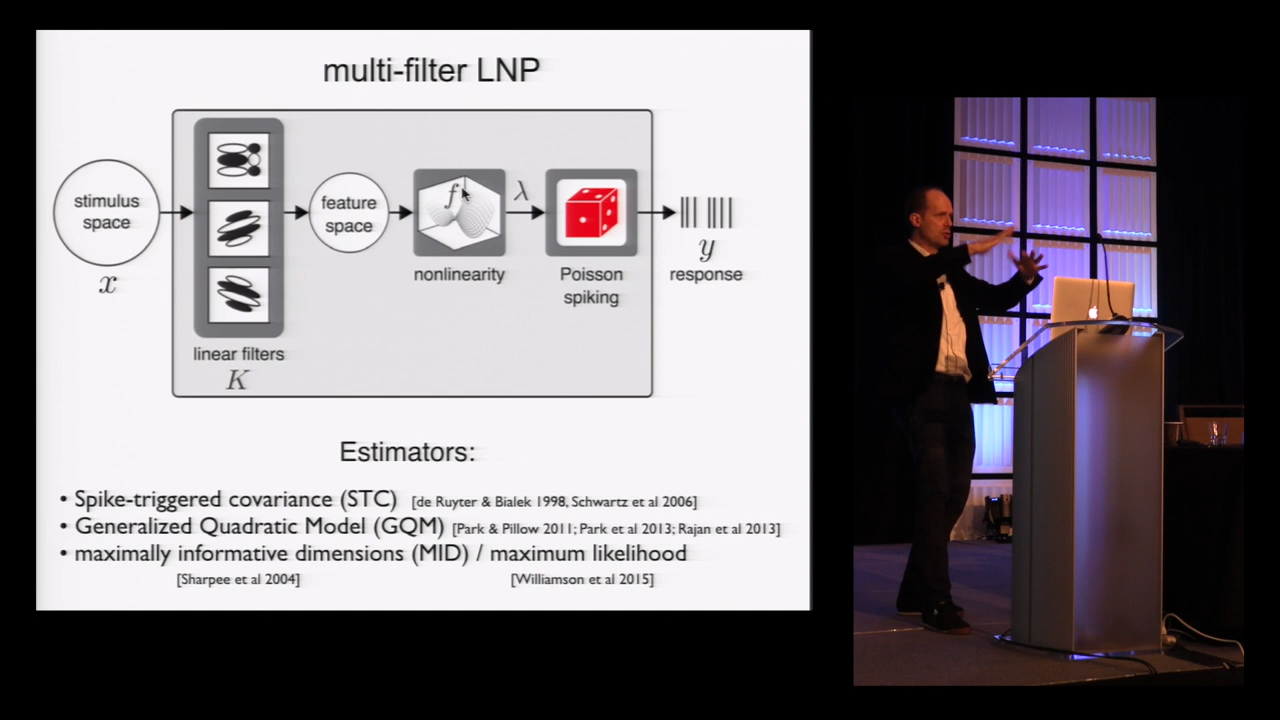 multi-filter LNP
stimulus
space
x
linear filters
K
feature
space
f
nonlinearity
λ
Poisson
spiking
y
response
Estimators:
• Spike-triggered covariance (STC) [de Ruyter & Bialek 1998, Schwartz et al 2006]
• Generalized Quadratic Model (GQM) [Park & Pillow 2011; Park et al 2013; Rajan et al 2013]
• maximally informative dimensions (MID) / maximum likelihood
[Sharpee et al 2004] [Williamson et al 2015]